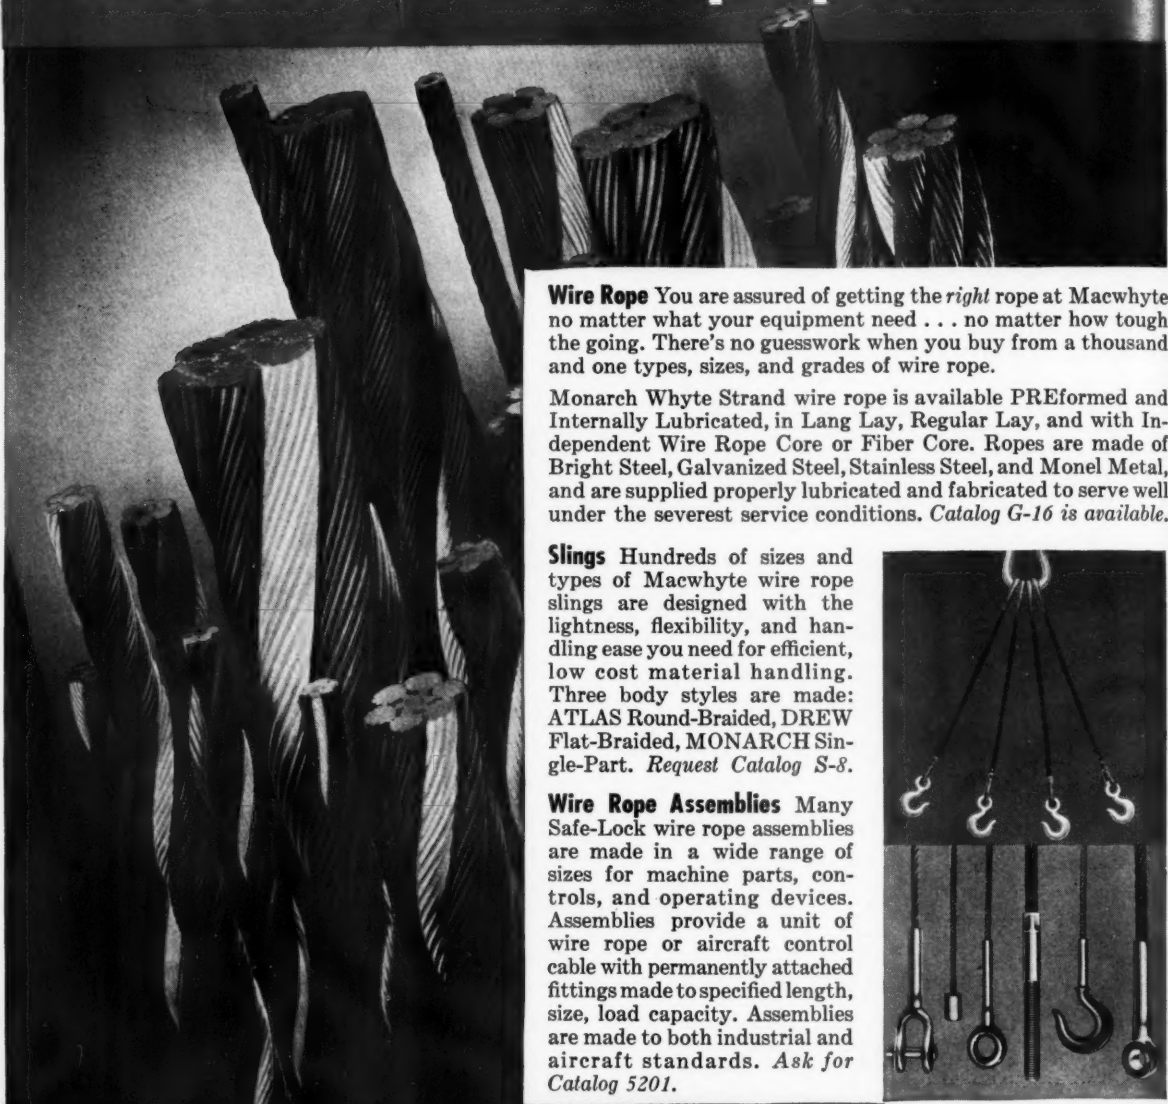 Wire Rope You are assured of getting the right rope at Macwhyte
no matter what your equipment need . . . no matter how tough
the going. There's no guesswork when you buy from a thousand
and one types, sizes, and grades of wire rope.
Monarch Whyte Strand wire rope is available PREformed and
Internally Lubricated, in Lang Lay, Regular Lay, and with In-
dependent Wire Rope Core or Fiber Core. Ropes are made of
Bright Steel, Galvanized Steel, Stainless Steel, and Monel Metal,
and are supplied properly lubricated and fabricated to serve well
under the severest service conditions. Catalog G-16 is available.
Slings Hundreds of sizes and
types of Macwhyte wire rope
slings are designed with the
lightness, flexibility, and han-
dling ease you need for efficient,
low cost material handling.
Three body styles are made:
ATLAS Round-Braided, DREW
Flat-Braided, MONARCH Sin-
gle-Part. Request Catalog S-8.
Wire Rope Assemblies Many
Safe-Lock wire rope assemblies
are made in a wide range of
sizes for machine parts, con-
trols, and operating devices.
Assemblies provide a unit of
wire rope or aircraft control
cable with permanently attached
fittings made to specified length,
size, load capacity. Assemblies
are made to both industrial and
aircraft standards. Ask for
Catalog 5201.